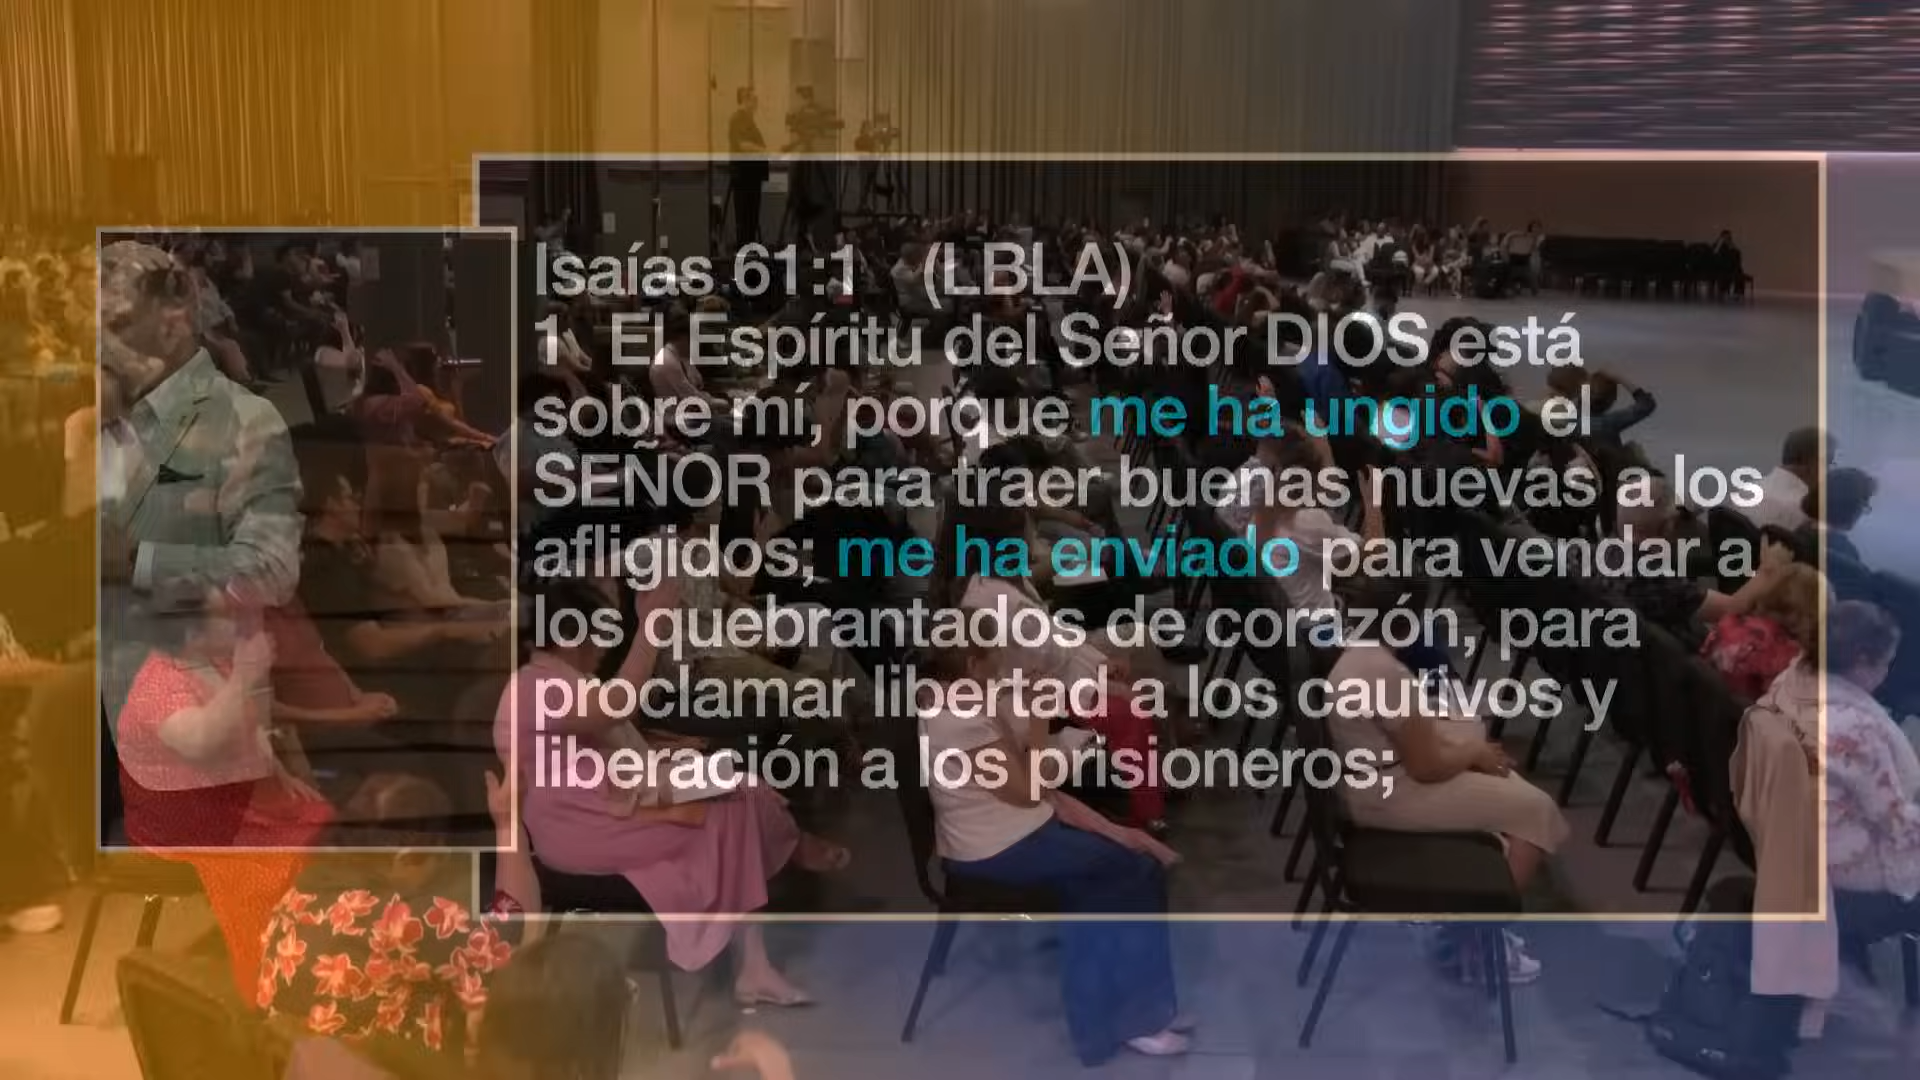 Isaías 61:1 (LBLA)
1 El Espíritu del Señor DIOS está
sobre mí, porque me ha ungido el
SEÑOR para traer buenas nuevas a los
afligidos; me ha enviado para vendar a
los quebrantados de corazón, para
proclamar libertad a los cautivos y
liberación a los prisioneros;